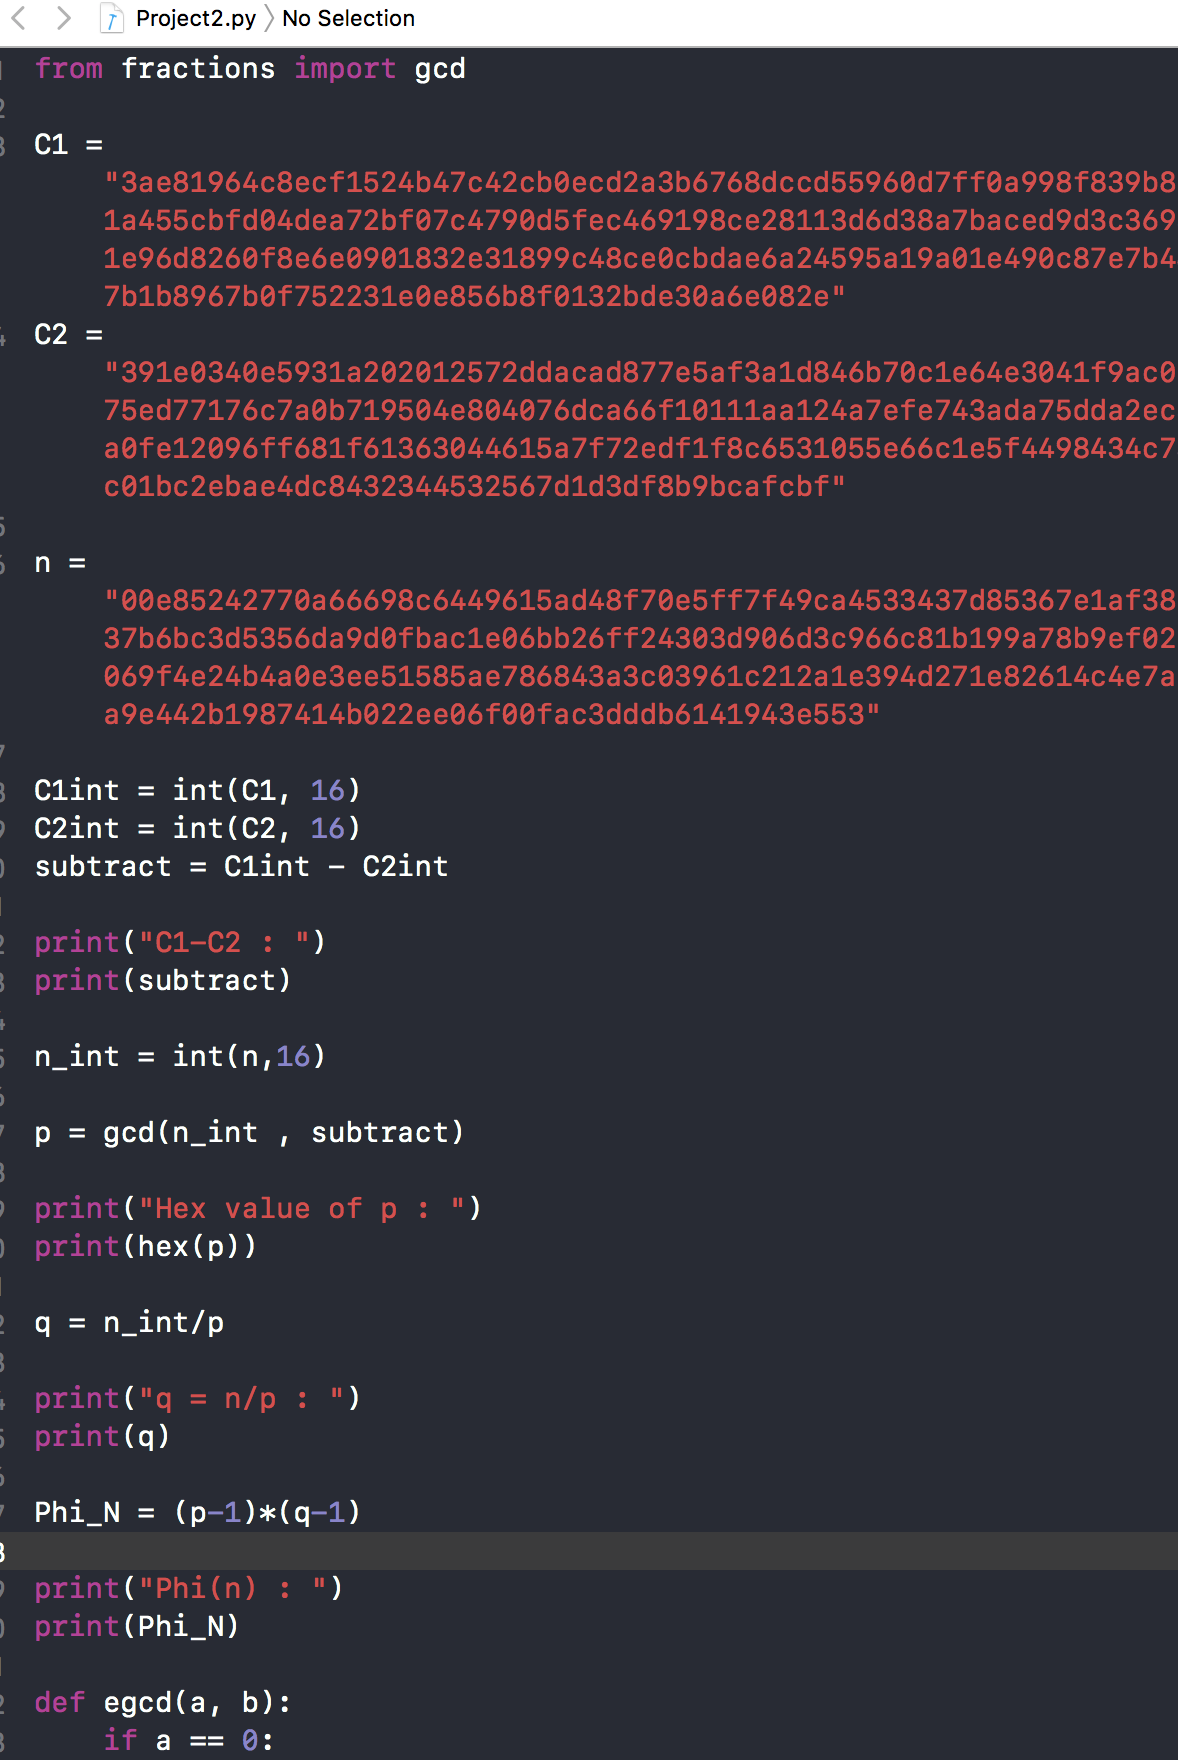 Project2.py 〉 No Selection
from fractions import gcd
C1 =
"3ae81964c8ecf1524b47c42cb0ecd2a3b6768dccd55960d7ff0a998f839b8
1a455cbfd04dea72bf07c4790d5fec469198ce28113d6d38a7baced9d3c369
1e96d8260f8e6e0901832e31899c48ce0cbdae6a24595a19a01e490c87e7b4
7b1b8967b0f752231e0e856b8f0132bde30a6e082e"
C2 =
"391e0340e5931a202012572ddacad877e5af3a1d846b70c1e64e3041f9ac0
75ed77176c7a0b719504e804076dca66f10111aa124a7efe743ada75dda2ec
a0fe12096ff681f61363044615a7f72edf1f8c6531055e66c1e5f4498434c7
c01bc2ebae4dc8432344532567d1d3df8b9bcafcbf"
n =
"00e85242770a66698c6449615ad48f70e5ff7f49ca4533437d85367e1af38
37b6bc3d5356da9d0fbac1e06bb26ff24303d906d3c966c81b199a78b9ef02
069f4e24b4a0e3ee51585ae786843a3c03961c212a1e394d271e82614c4e7a
a9e442b1987414b022ee06f00fac3dddb6141943e553"
C1int = int(C1, 16)
C2int = int(C2, 16)
subtract = C1int - C2int
print("C1-C2 : ")
print(subtract)
n_int = int(n,16)
p = gcd(n_int , subtract)
print("Hex value of p : ")
print(hex(p))
q = n_int/p
print("q = n/p : ")
print(q)
Phi_N = (p-1)*(q-1)
print("Phi(n) : ")
print(Phi_N)
def egcd(a, b):
if a == 0: